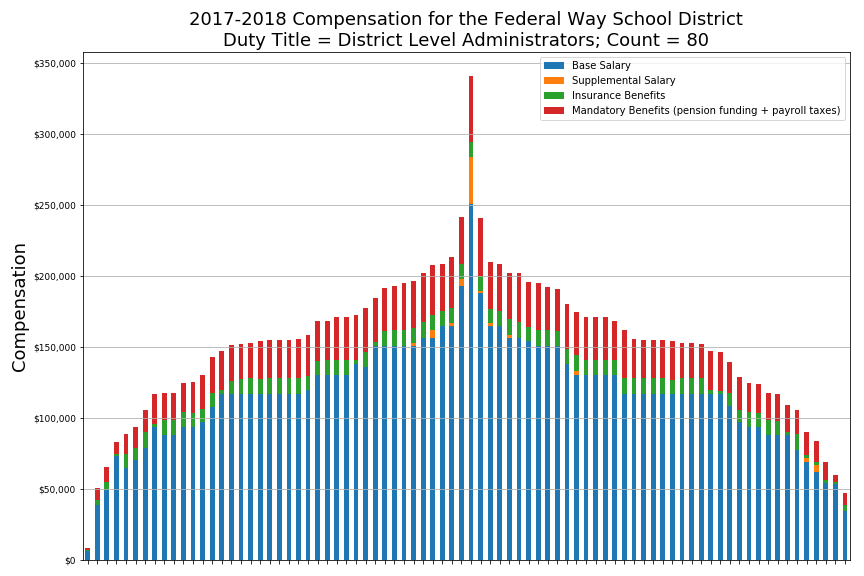 2017-2018 Compensation for the Federal Way School District
Duty Title = District Level Administrators; Count = 80
Base Salary
Supplemental Salary
Insurance Benefits
Mandatory Benefits (pension funding + payroll taxes)
Compensation
$350,000
$300,000
$250,000
$200,000
$150,000
$100,000
$50,000
$0